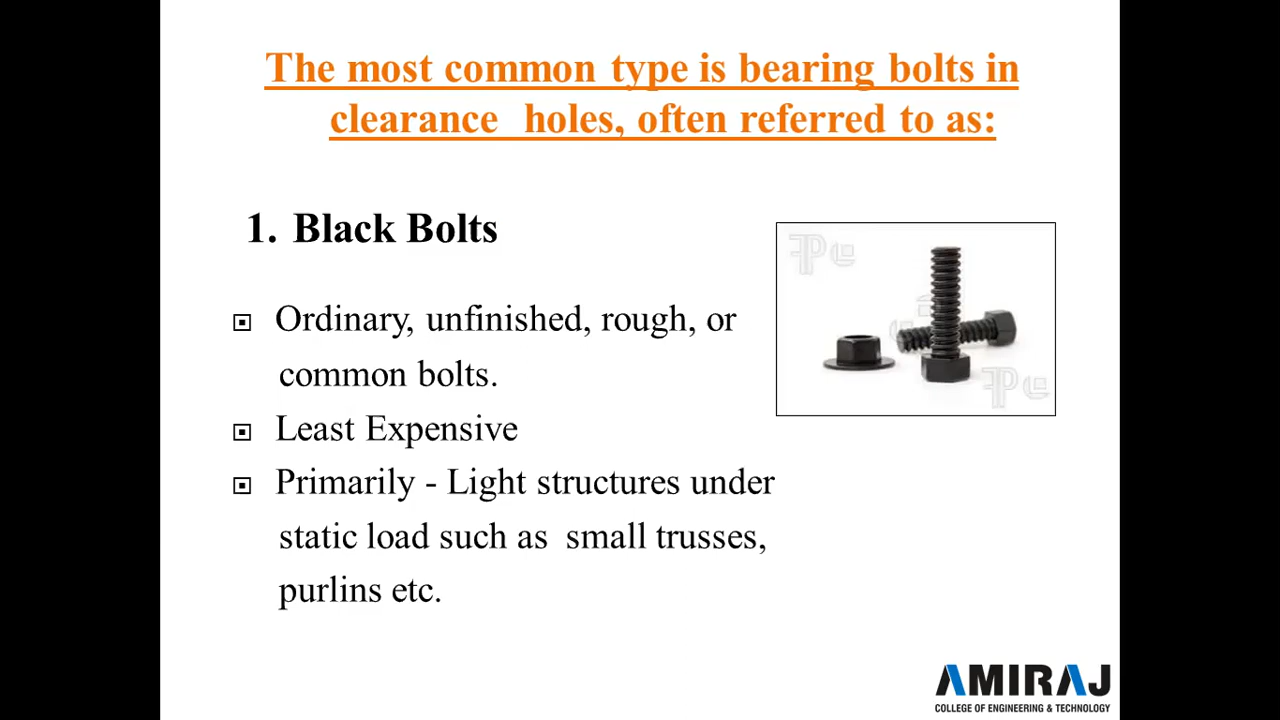 The most common type is bearing bolts in
clearance holes, often referred to as:
1. Black Bolts
Ordinary, unfinished, rough, or
common bolts.
Least Expensive
Primarily - Light structures under
static load such as small trusses,
purlins etc.
AMIRAJ
COLLEGE OF ENGINEERING & TECHNOLOGY